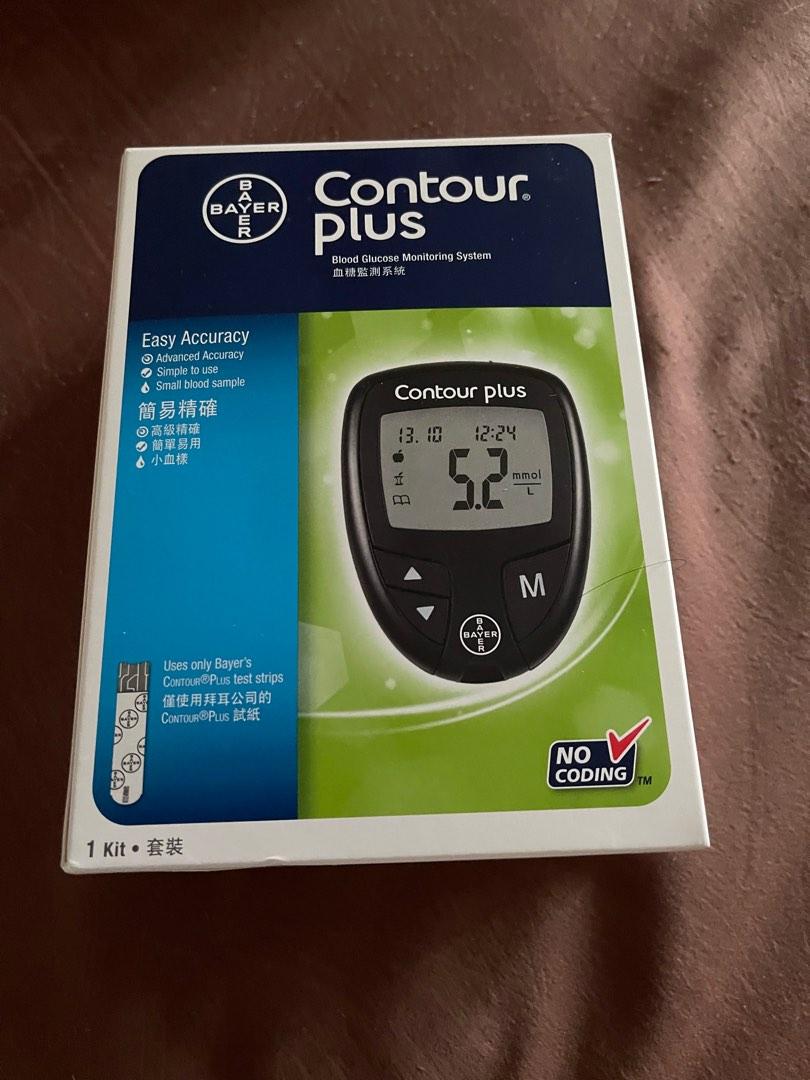 BAYER
BAYER
Contour®
plus
Blood Glucose Monitoring System
血糖監測系統
Easy Accuracy
Advanced Accuracy
Simple to use
Small blood sample
簡易精確
高級精確
簡單易用
小血樣
Contour plus
13.10 12:24
5.2 mmol
L
M
BAYER
BAYER
Uses only Bayer's
CONTOUR®PLUS test strips
僅使用拜耳公司的
CONTOUR®PLUS 試紙
NO
CODING TM
1 Kit • 套裝